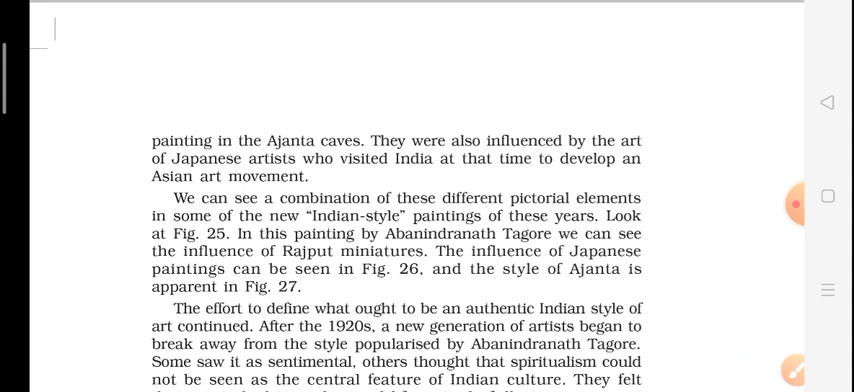 painting in the Ajanta caves. They were also influenced by the art
of Japanese artists who visited India at that time to develop an
Asian art movement.
We can see a combination of these different pictorial elements
in some of the new “Indian-style” paintings of these years. Look
at Fig. 25. In this painting by Abanindranath Tagore we can see
the influence of Rajput miniatures. The influence of Japanese
paintings can be seen in Fig. 26, and the style of Ajanta is
apparent in Fig. 27.
The effort to define what ought to be an authentic Indian style of
art continued. After the 1920s, a new generation of artists began to
break away from the style popularised by Abanindranath Tagore.
Some saw it as sentimental, others thought that spiritualism could
not be seen as the central feature of Indian culture. They felt